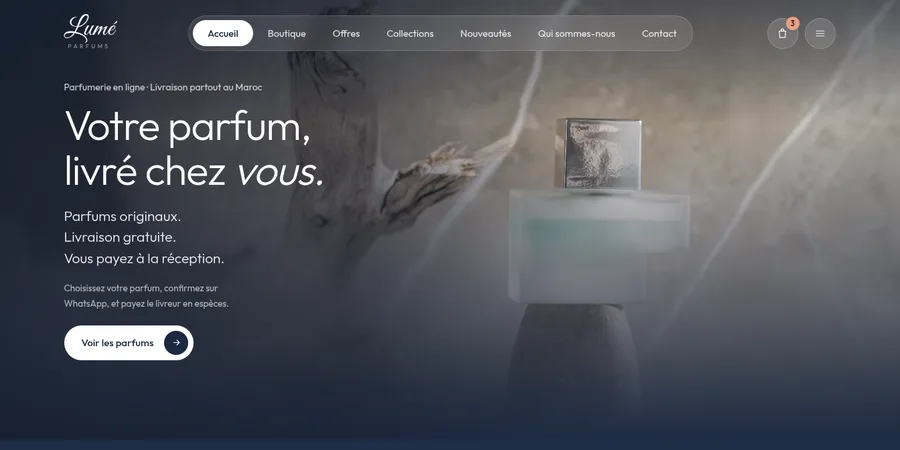 Lumé
PARFUMS
Accueil
Boutique
Offres
Collections
Nouveautés
Qui sommes-nous
Contact
3
Parfumerie en ligne · Livraison partout au Maroc
Votre parfum,
livré chez vous.
Parfums originaux.
Livraison gratuite.
Vous payez à la réception.
Choisissez votre parfum, confirmez sur
WhatsApp, et payez le livreur en espèces.
Voir les parfums